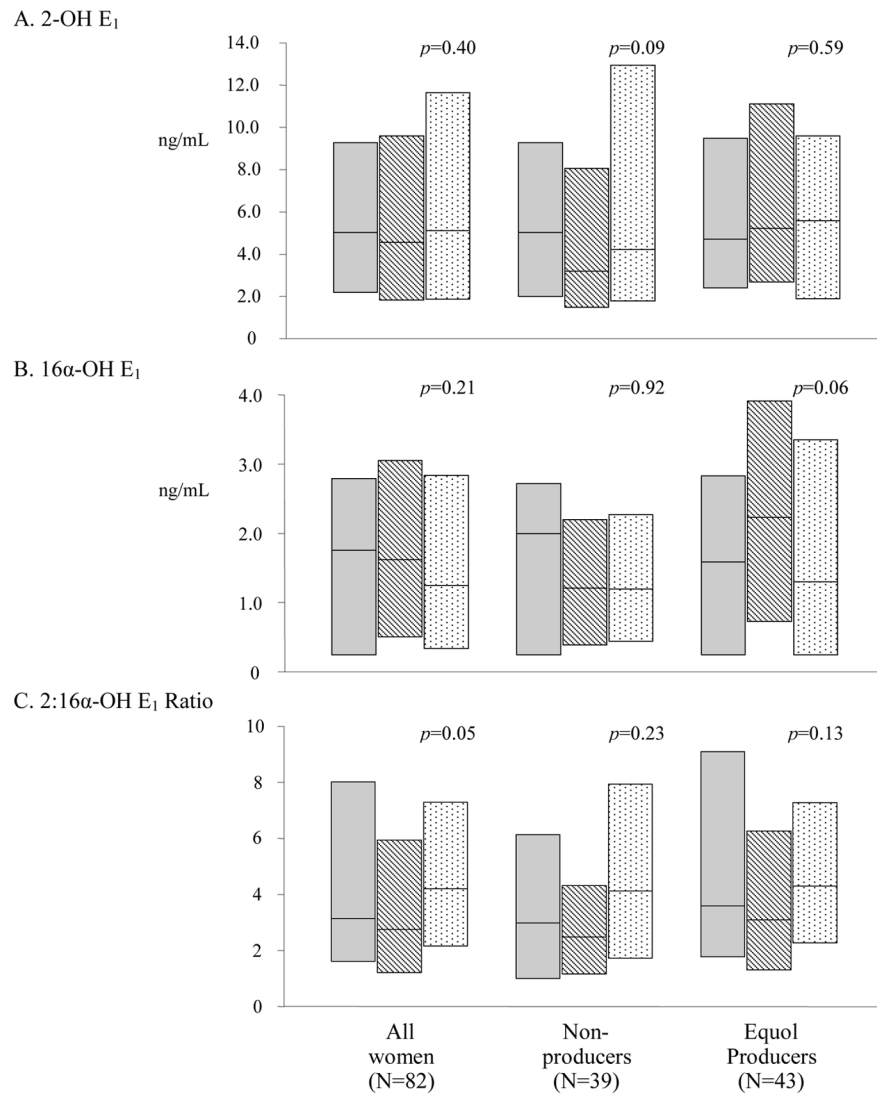 A. 2-OH E₁
14.0
p=0.40
p=0.09
p=0.59
12.0
10.0
ng/mL
8.0
6.0
4.0
2.0
0
B. 16α-OH E₁
4.0
p=0.21
p=0.92
p=0.06
3.0
ng/mL
2.0
1.0
0
C. 2:16α-OH E₁ Ratio
10
p=0.05
p=0.23
p=0.13
8
6
4
2
0
All
women
(N=82)
Non-
producers
(N=39)
Equol
Producers
(N=43)